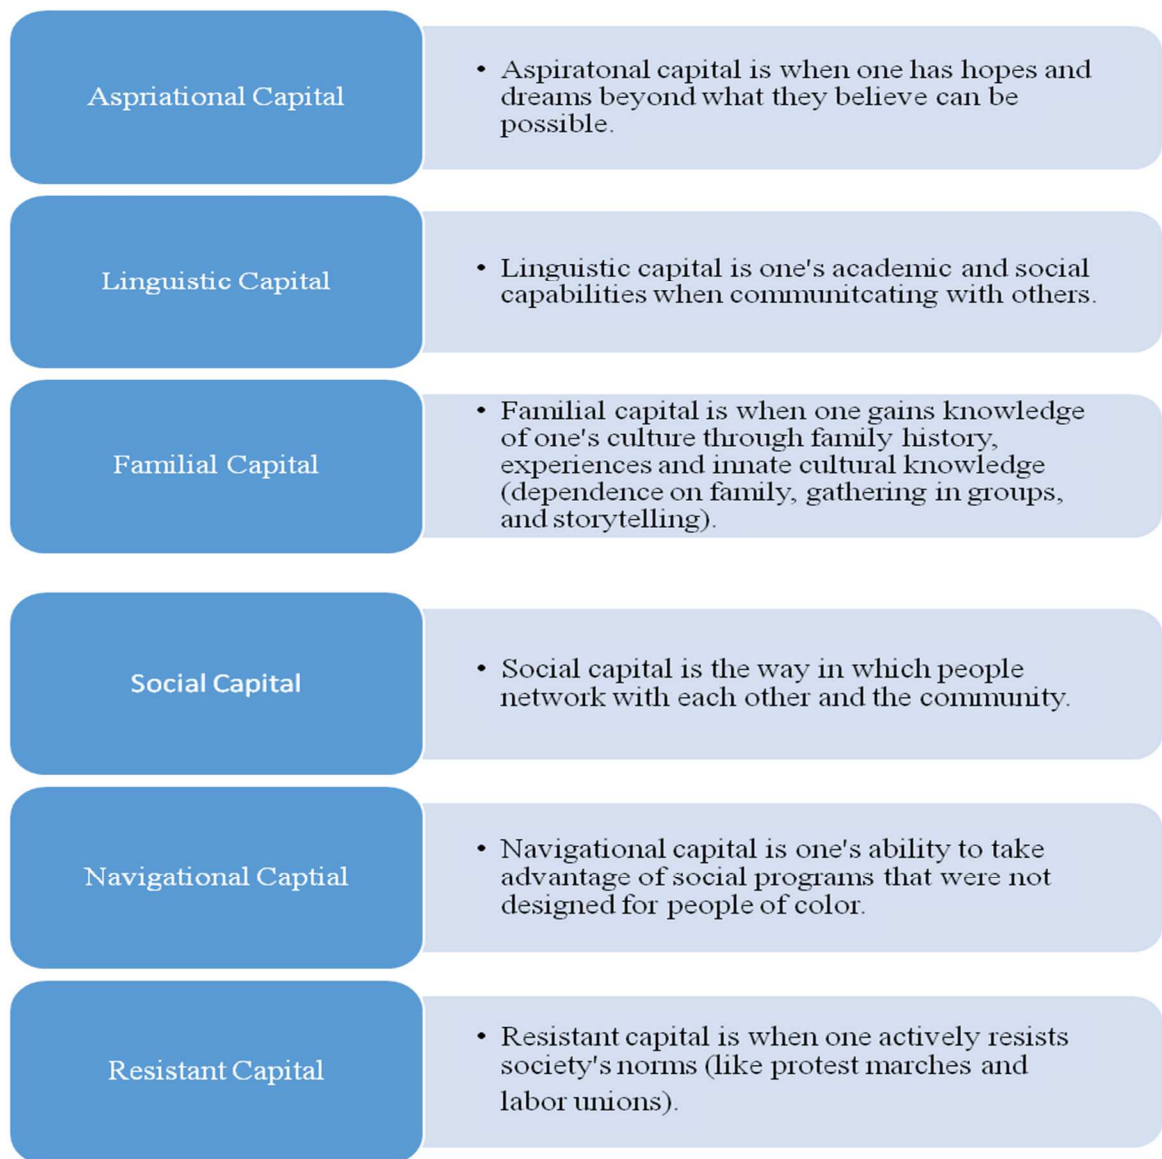 Aspriational Capital
• Aspiratonal capital is when one has hopes and
dreams beyond what they believe can be
possible.
Linguistic Capital
• Linguistic capital is one's academic and social
capabilities when communitcating with others.
Familial Capital
• Familial capital is when one gains knowledge
of one's culture through family history,
experiences and innate cultural knowledge
(dependence on family, gathering in groups,
and storytelling).
Social Capital
• Social capital is the way in which people
network with each other and the community.
Navigational Captial
• Navigational capital is one's ability to take
advantage of social programs that were not
designed for people of color.
Resistant Capital
• Resistant capital is when one actively resists
society's norms (like protest marches and
labor unions).